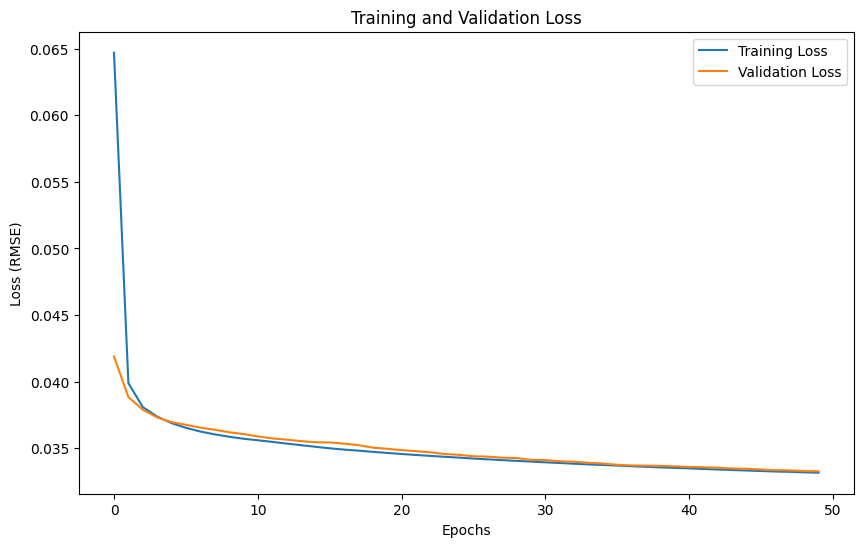 Training and Validation Loss
Training Loss
Validation Loss
0.065
0.060
0.055
0.050
0.045
0.040
0.035
Loss (RMSE)
0 10 20 30 40 50
Epochs